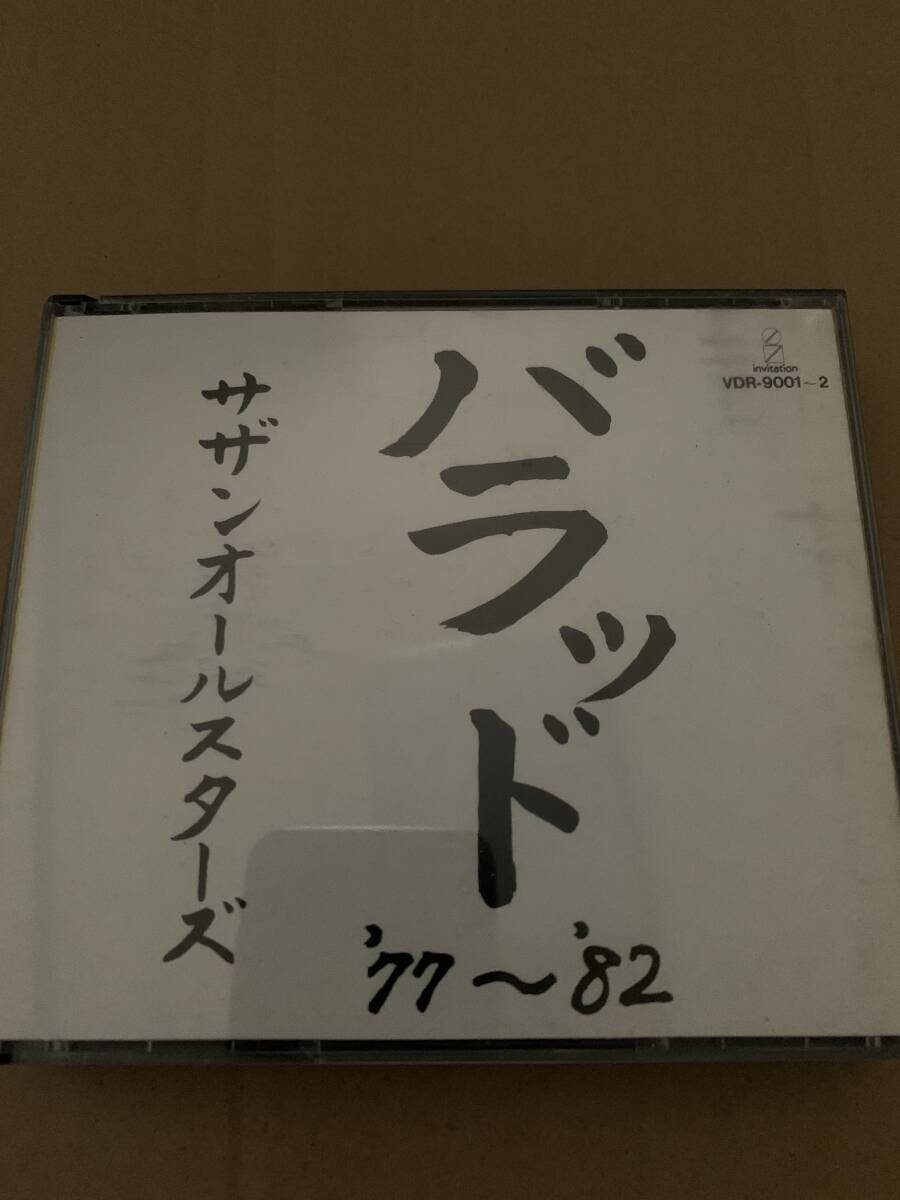 バラッド
'77〜'82
サザンオールスターズ
invitation
VDR-9001〜2